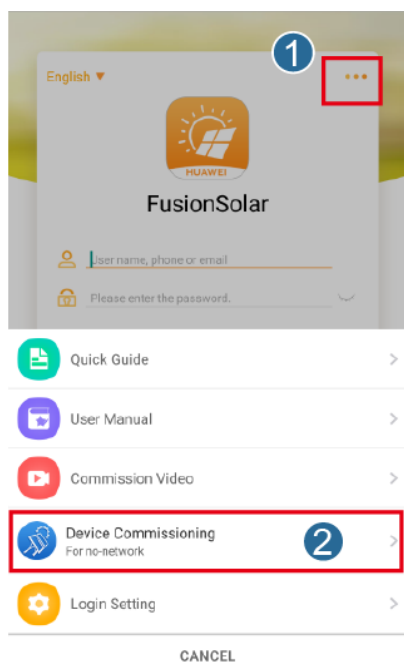 1
English ▼
HUAWEI
FusionSolar
User name, phone or email
Please enter the password.
Quick Guide
User Manual
Commission Video
Device Commissioning
For no-network
2
Login Setting
CANCEL